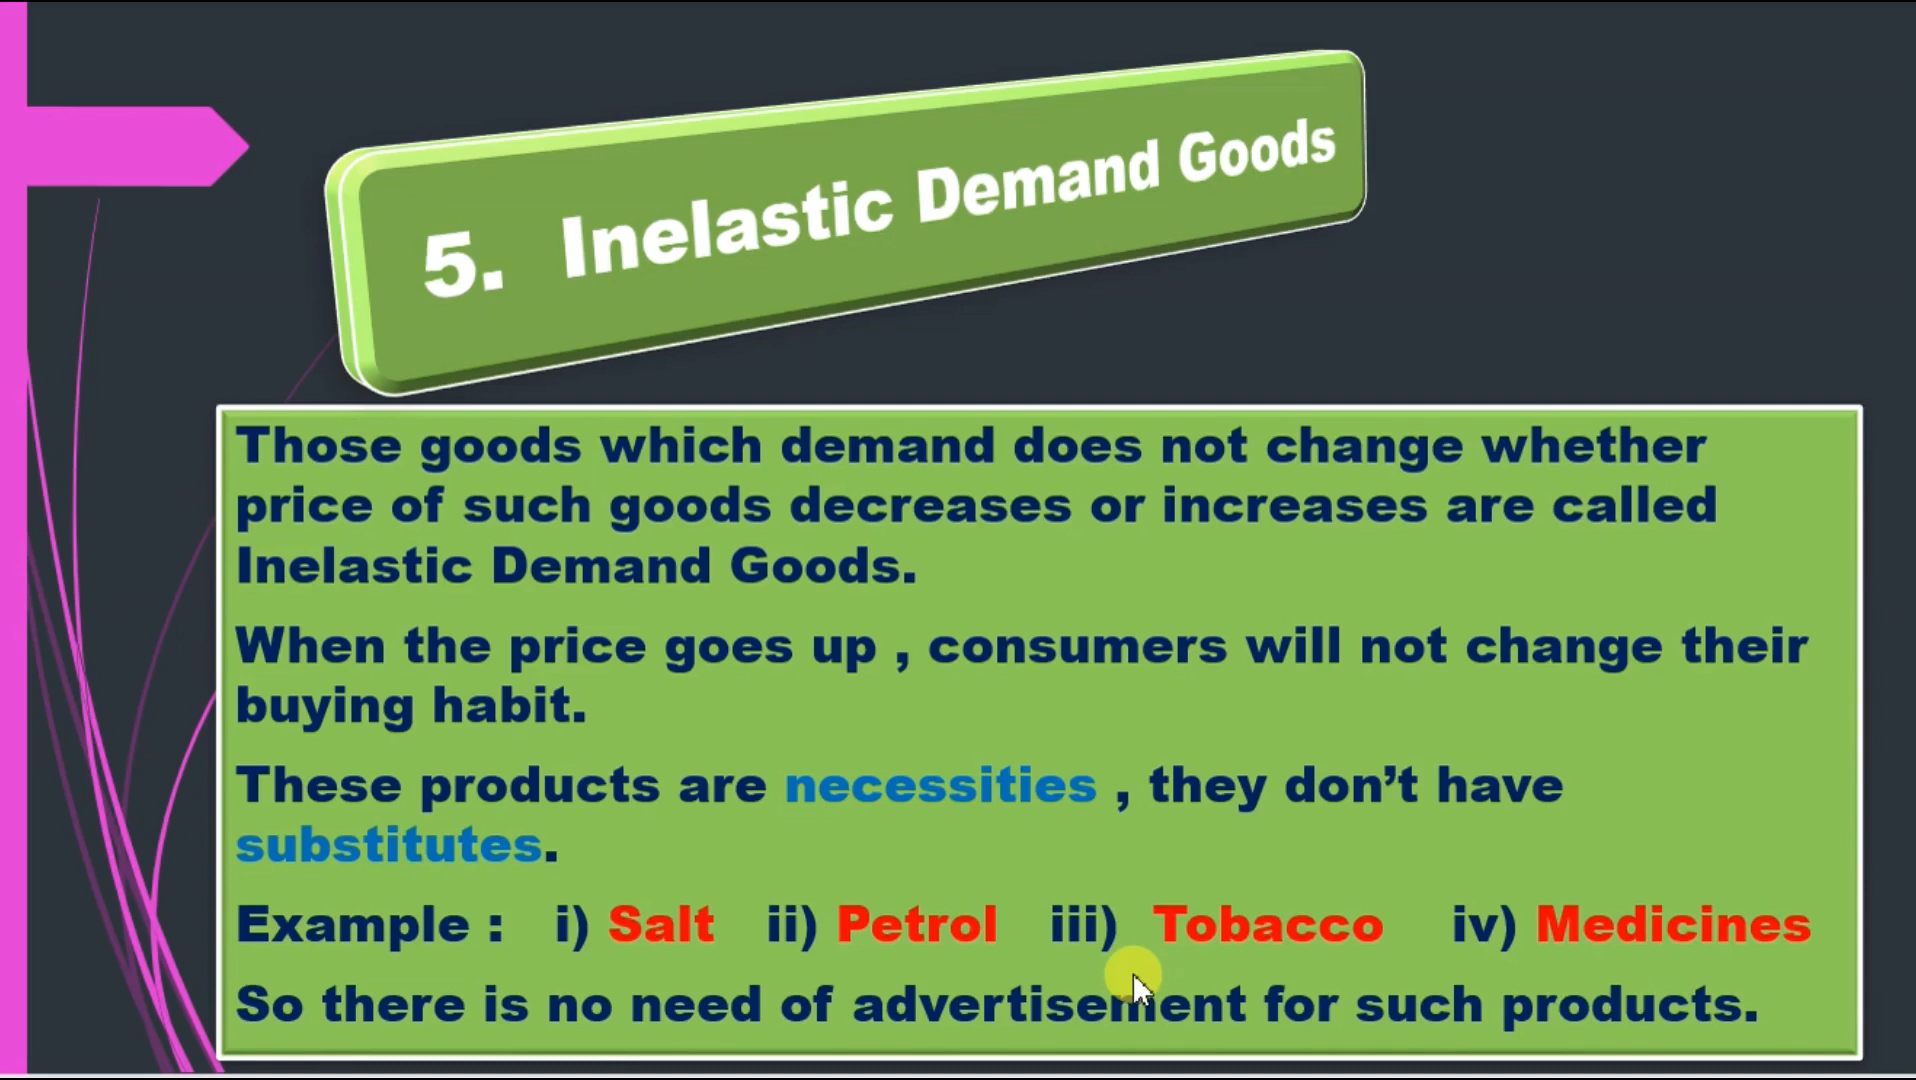 5. Inelastic Demand Goods
Those goods which demand does not change whether
price of such goods decreases or increases are called
Inelastic Demand Goods.
When the price goes up , consumers will not change their
buying habit.
These products are necessities , they don’t have
substitutes.
Example : i) Salt ii) Petrol iii) Tobacco iv) Medicines
So there is no need of advertisement for such products.